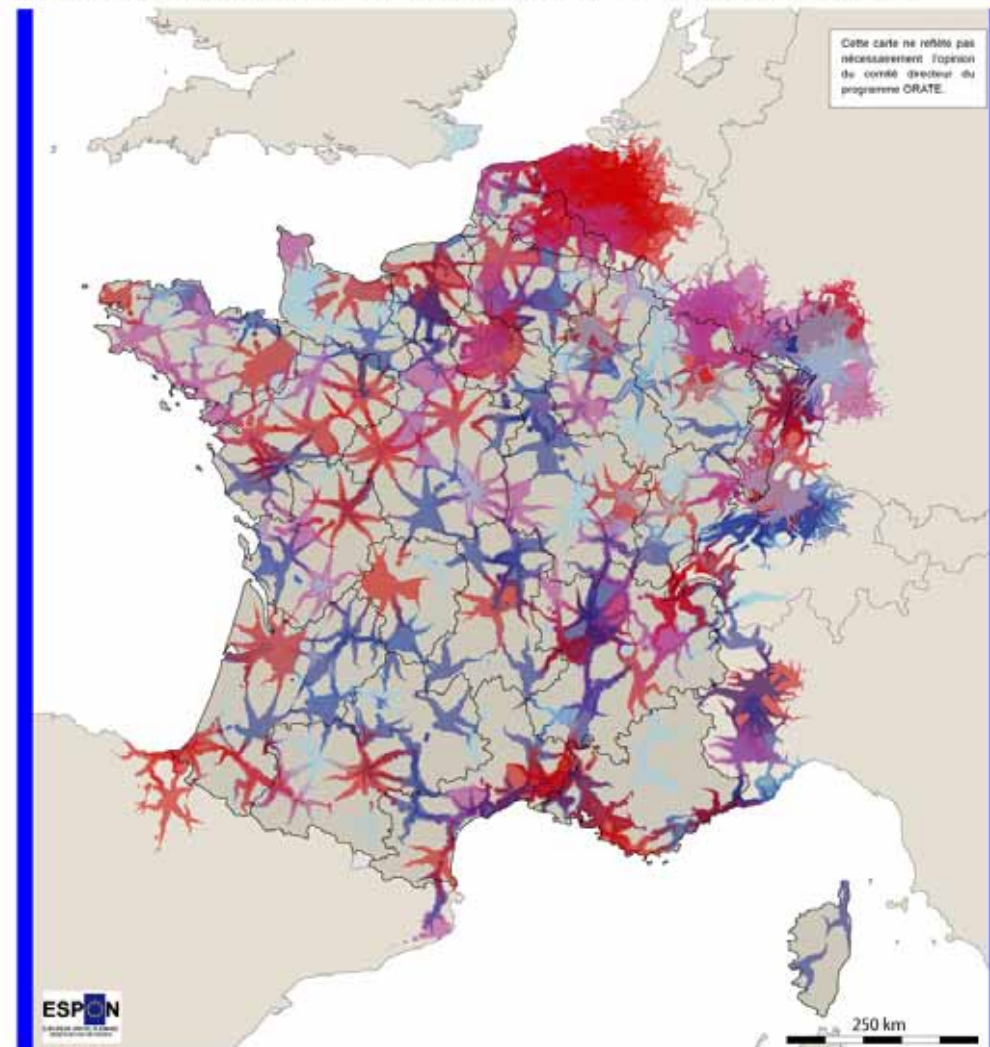 Cette carte ne reflète pas
nécessairement l'opinion
du comité directeur du
programme ORATE.
ESPON
250 km